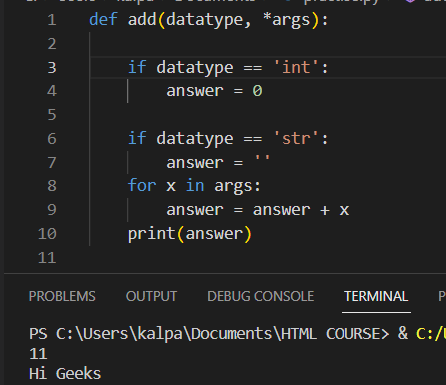 1 def add(datatype, *args):
2
3     if datatype == 'int':
4         answer = 0
5
6     if datatype == 'str':
7         answer = ''
8     for x in args:
9         answer = answer + x
10     print(answer)
11
PROBLEMS OUTPUT DEBUG CONSOLE TERMINAL P
PS C:\Users\kalpa\Documents\HTML COURSE> & C:/
11
Hi Geeks